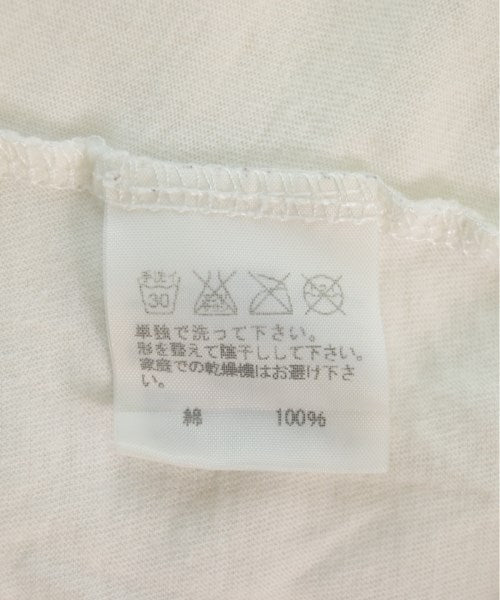 手洗イ
30
単独で洗って下さい。
形を整えて陰干しして下さい。
家庭での乾燥機はお避け下さ
い。
綿 100%